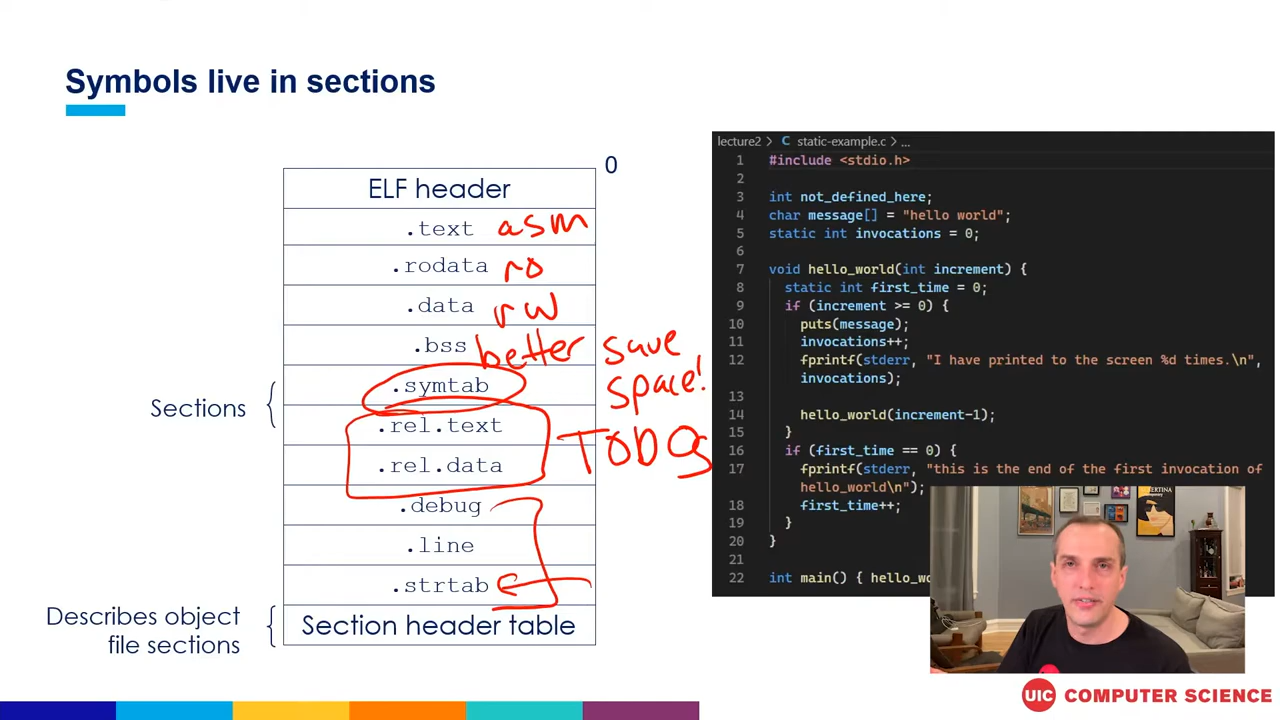 Symbols live in sections
0
ELF header
.text asm
.rodata ro
.data rw
.bss better save
space!
.symtab
Sections
.rel.text
TODOs
.rel.data
.debug
.line
.strtab
Describes object
file sections
Section header table
lecture2 > C static-example.c > ...
1 #include <stdio.h>
2
3 int not_defined_here;
4 char message[] = "hello world";
5 static int invocations = 0;
6
7 void hello_world(int increment) {
8 static int first_time = 0;
9 if (increment >= 0) {
10 puts(message);
11 invocations++;
12 fprintf(stderr, "I have printed to the screen %d times.\n",
invocations);
13
14 hello_world(increment-1);
15 }
16 if (first_time == 0) {
17 fprintf(stderr, "this is the end of the first invocation of
hello_world\n");
18 first_time++;
19 }
20 }
21
22 int main() { hello_w
UIC COMPUTER SCIENCE